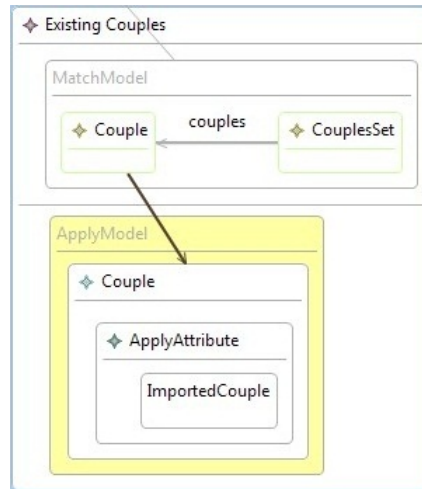 Existing Couples
MatchModel
Couple
couples
CouplesSet
ApplyModel
Couple
ApplyAttribute
ImportedCouple